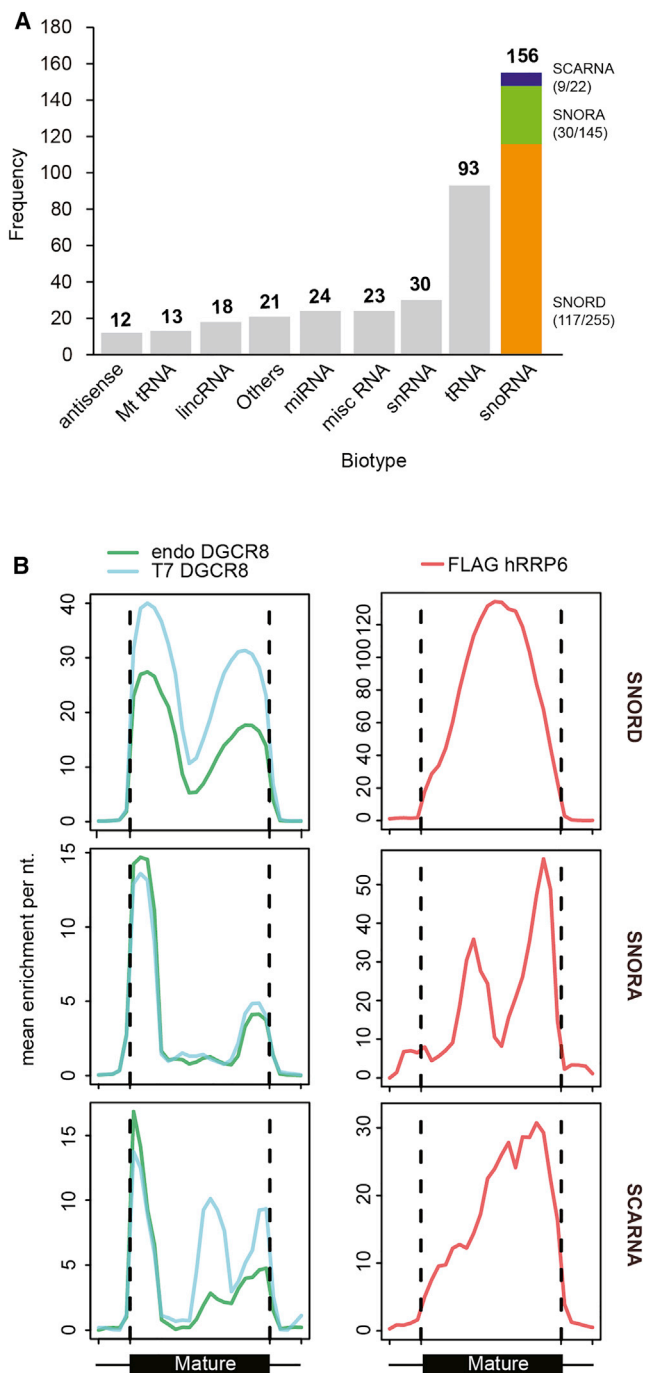 A
Frequency
180
160
140
120
100
80
60
40
20
0
12
13
18
21
24
23
30
93
156
SCARNA
(9/22)
SNORA
(30/145)
SNORD
(117/255)
antisense
Mt tRNA
lincRNA
Others
miRNA
misc RNA
snRNA
tRNA
snoRNA
Biotype
B
endo DGCR8
T7 DGCR8
FLAG hRRP6
mean enrichment per nt.
40
30
20
10
0
120
100
80
60
40
20
0
SNORD
15
10
5
0
50
40
30
20
10
0
SNORA
15
10
5
0
30
20
10
0
SCARNA
Mature
Mature